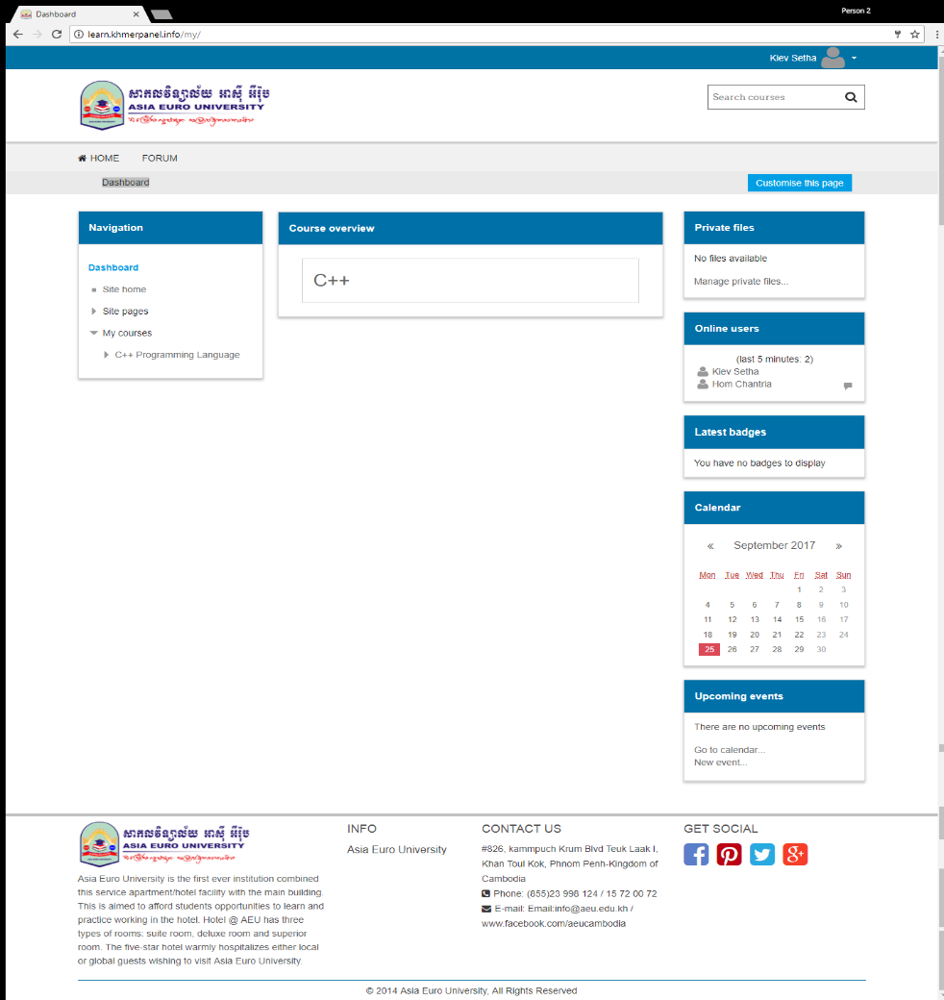 Dashboard
Person 2
learn.khmerpanel.info/my/
Kiev Setha
សាកលវិទ្យាល័យ អាស៊ី អឺរ៉ុប
ASIA EURO UNIVERSITY
Search courses
HOME FORUM
Dashboard
Customise this page
Navigation
Dashboard
Site home
Site pages
My courses
C++ Programming Language
Course overview
C++
Private files
No files available
Manage private files...
Online users
(last 5 minutes: 2)
Kiev Setha
Hom Chantria
Latest badges
You have no badges to display
Calendar
« September 2017 »
Mon Tue Wed Thu Fri Sat Sun
1 2 3
4 5 6 7 8 9 10
11 12 13 14 15 16 17
18 19 20 21 22 23 24
25 26 27 28 29 30
Upcoming events
There are no upcoming events
Go to calendar...
New event...
សាកលវិទ្យាល័យ អាស៊ី អឺរ៉ុប
ASIA EURO UNIVERSITY
Asia Euro University is the first ever institution combined
this service apartment/hotel facility with the main building.
This is aimed to afford students opportunities to learn and
practice working in the hotel. Hotel @ AEU has three
types of rooms: suite room, deluxe room and superior
room. The five-star hotel warmly hospitalizes either local
or global guests wishing to visit Asia Euro University.
INFO
Asia Euro University
CONTACT US
#826, kammpuch Krum Blvd Teuk Laak I,
Khan Toul Kok, Phnom Penh-Kingdom of
Cambodia
Phone: (855)23 998 124 / 15 72 00 72
E-mail: Email:info@aeu.edu.kh /
www.facebook.com/aeucambodia
GET SOCIAL
© 2014 Asia Euro University, All Rights Reserved